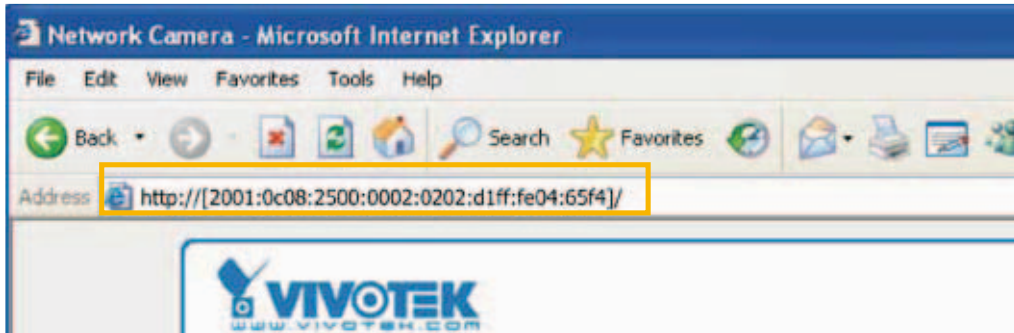 Network Camera - Microsoft Internet Explorer
File Edit View Favorites Tools Help
Back Search Favorites
Address http://[2001:0c08:2500:0002:0202:d1ff:fe04:65f4]/
VIVOTEK
www.vivotek.com